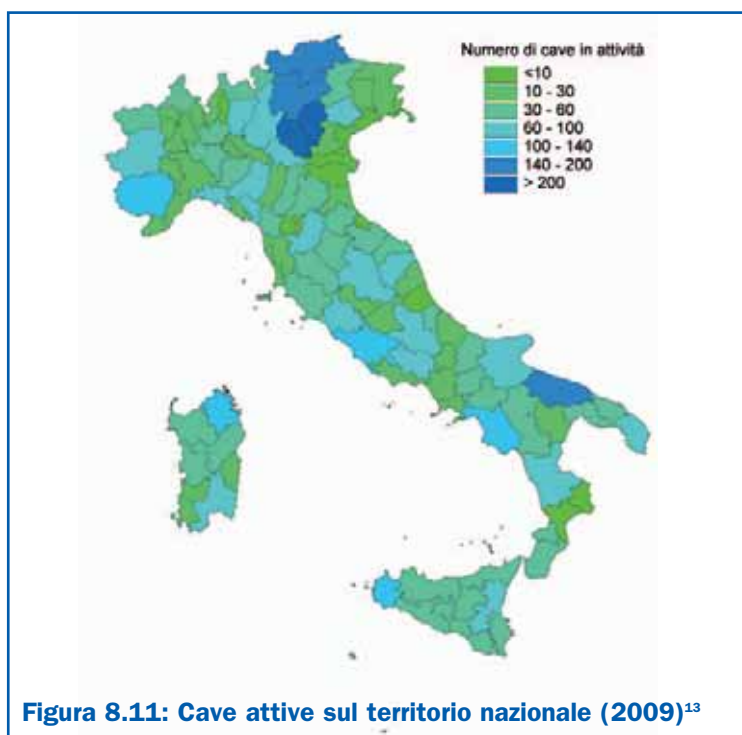 Numero di cave in attività
<10
10 - 30
30 - 60
60 - 100
100 - 140
140 - 200
> 200
Figura 8.11: Cave attive sul territorio nazionale (2009)¹³